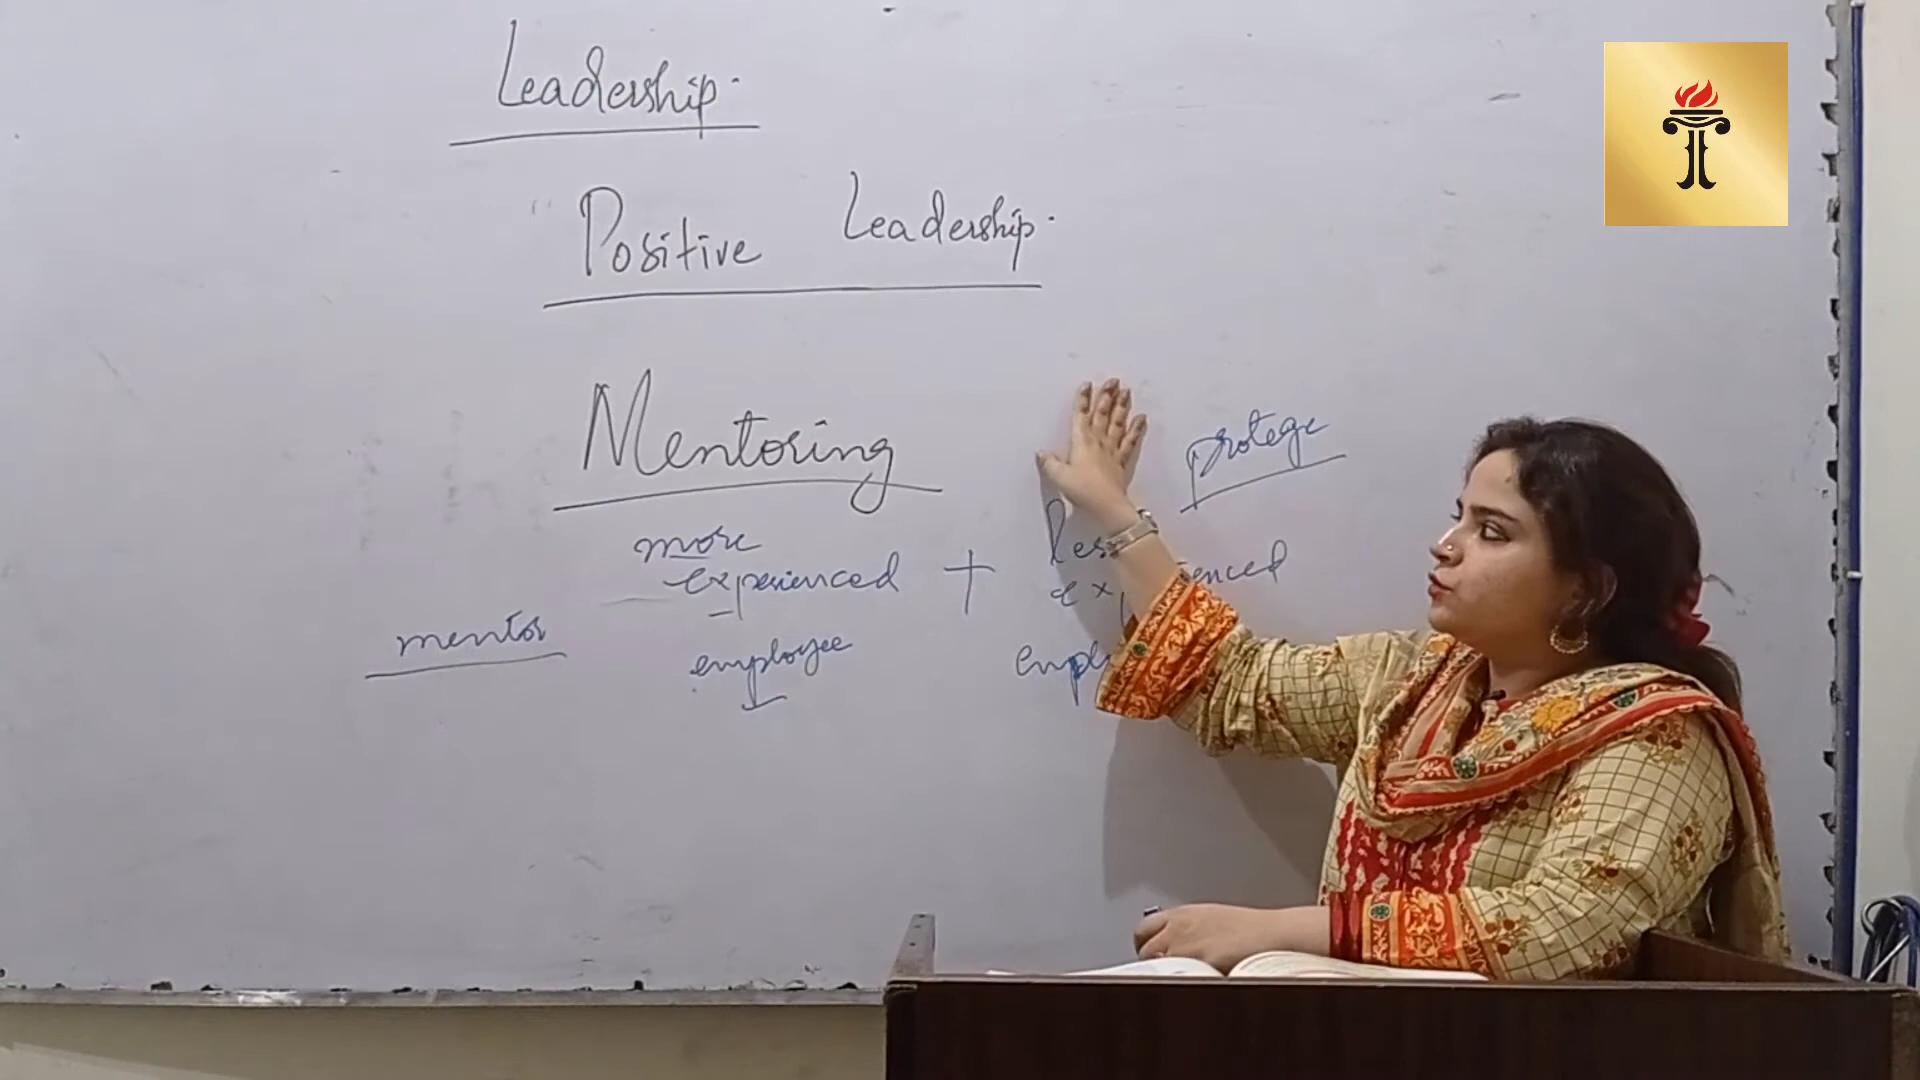 Leadership.
Positive Leadership.
Mentoring
protege
more
experienced +
mentor
employee